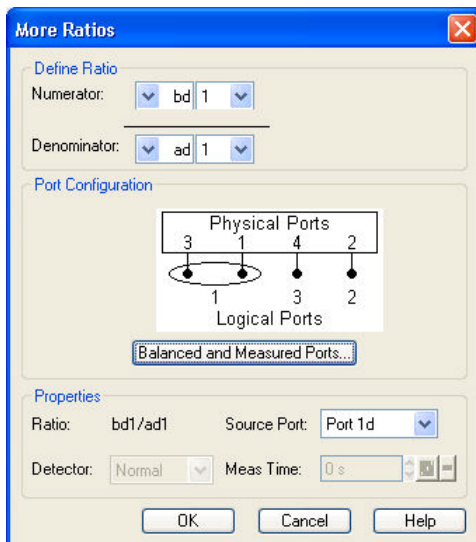 More Ratios
Define Ratio
Numerator: bd 1
Denominator: ad 1
Port Configuration
Physical Ports
3 1 4 2
1 3 2
Logical Ports
Balanced and Measured Ports...
Properties
Ratio: bd1/ad1 Source Port: Port 1d
Detector: Normal Meas Time: 0 s
OK Cancel Help